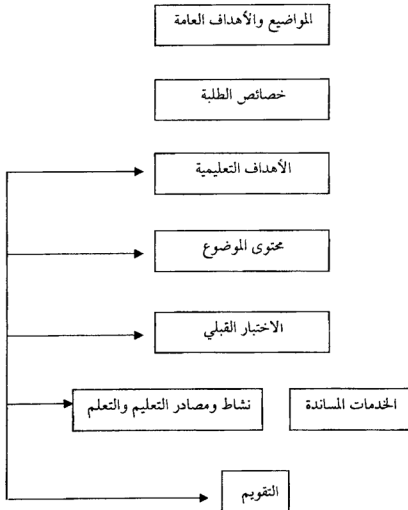 المواضيع والأهداف العامة
خصائص الطلبة
الأهداف التعليمية
محتوى الموضوع
الاختبار القبلي
الخدمات المساندة
نشاط ومصادر التعليم والتعلم
التقويم